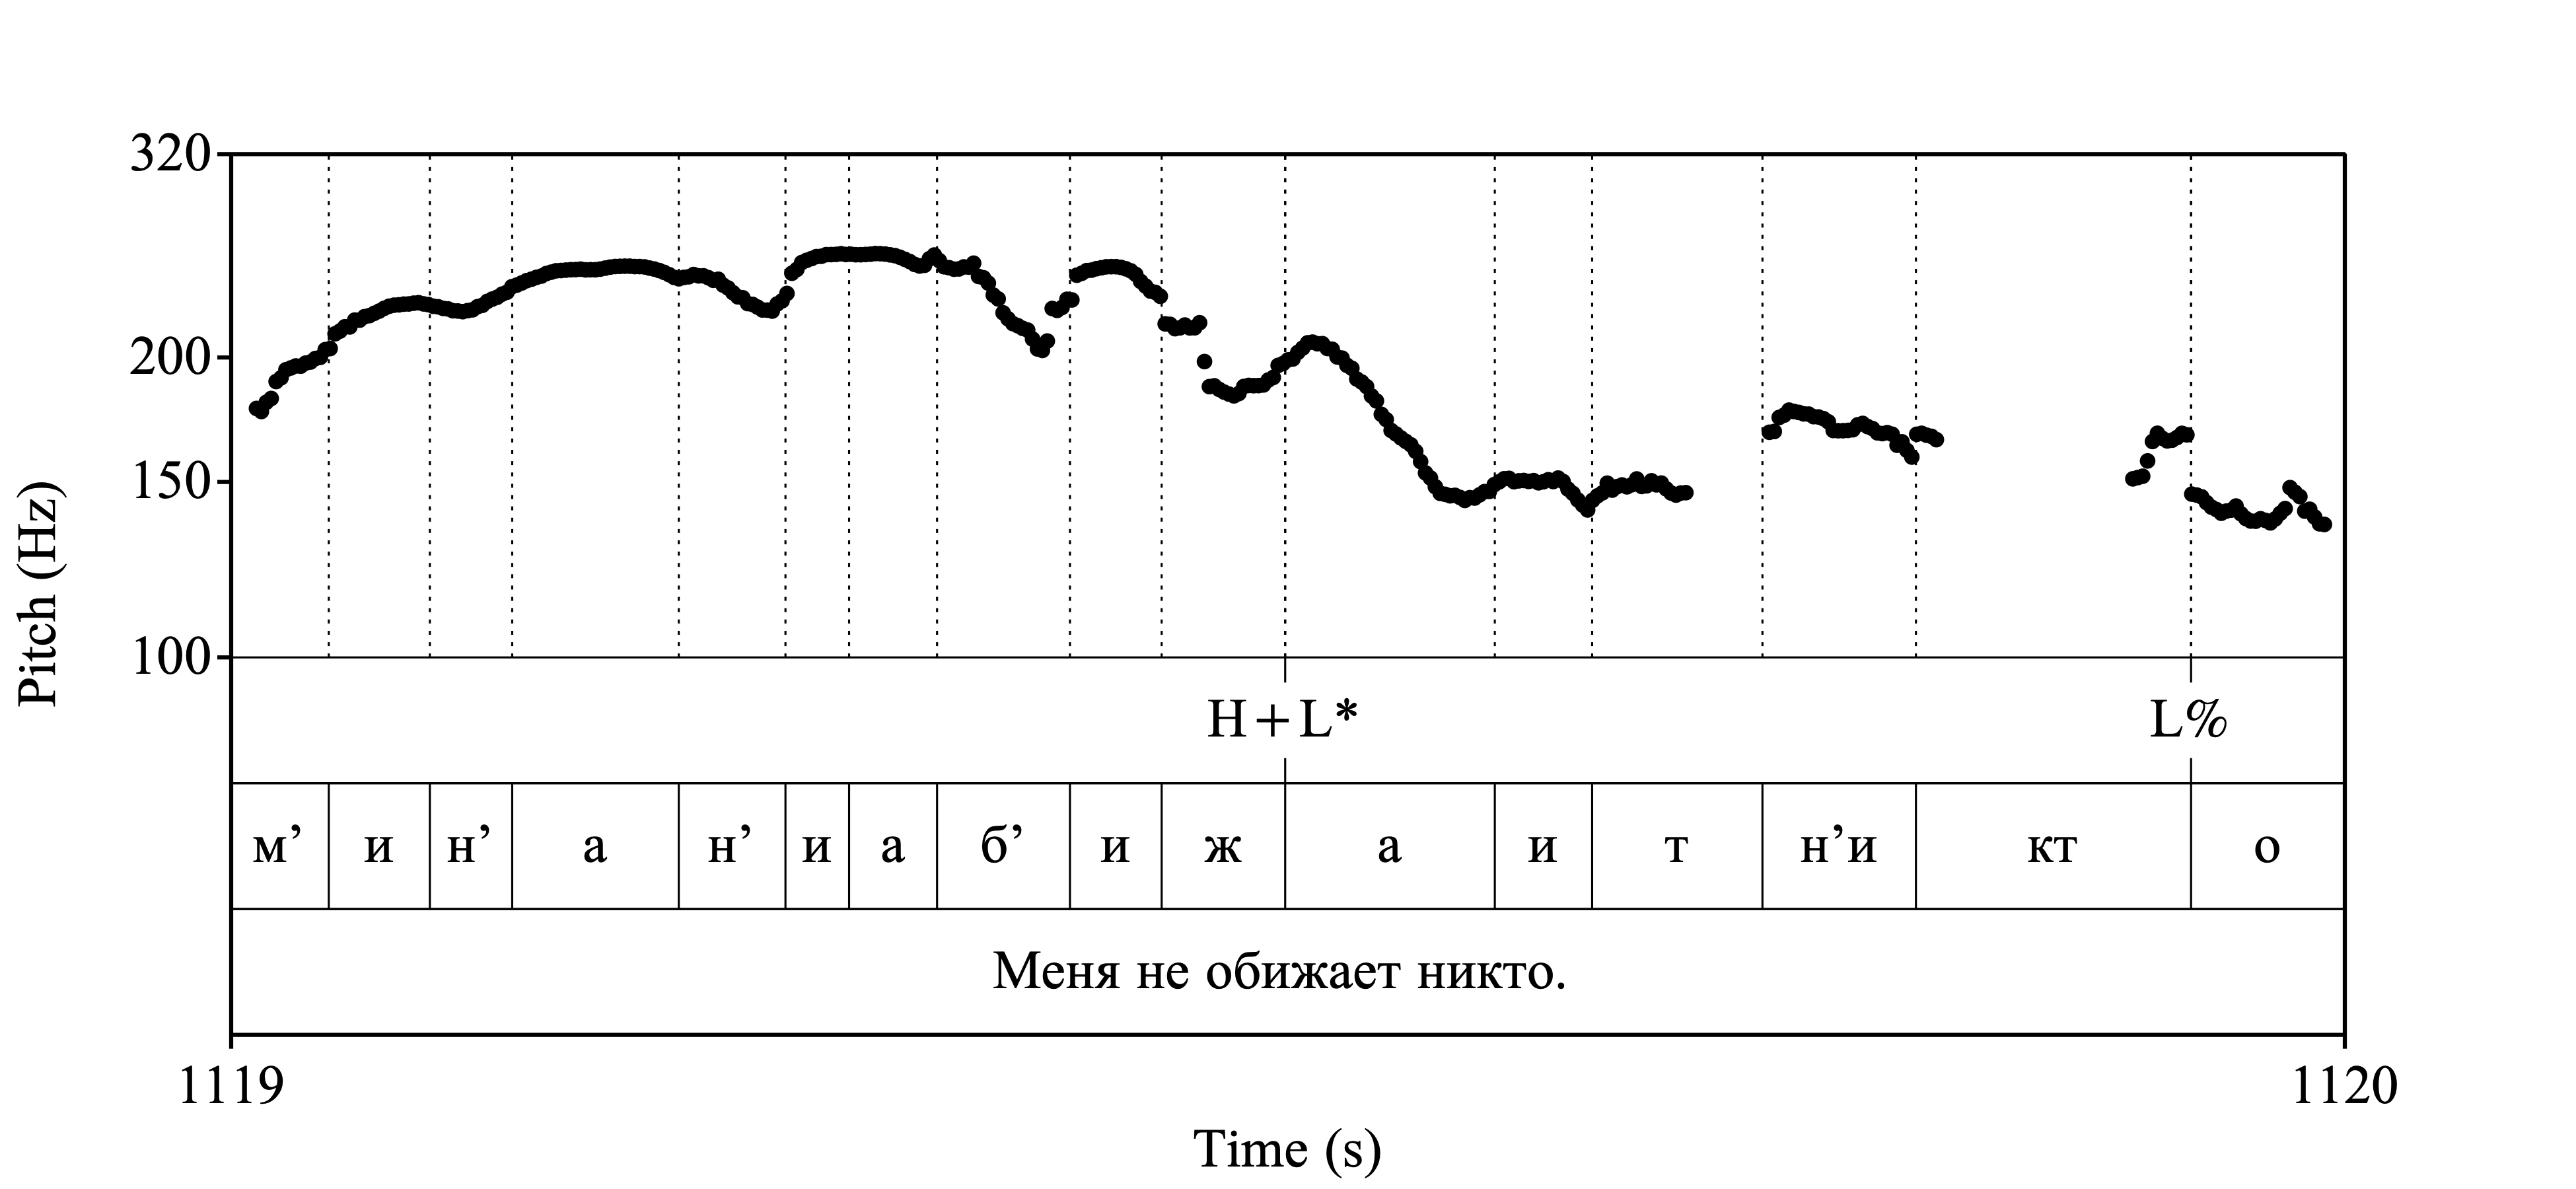 320
200
150
100
Pitch (Hz)
H+L* L%
м’ и н’ а н’ и а б’ и ж а и т н’и кт о
Меня не обижает никто.
1119 1120
Time (s)